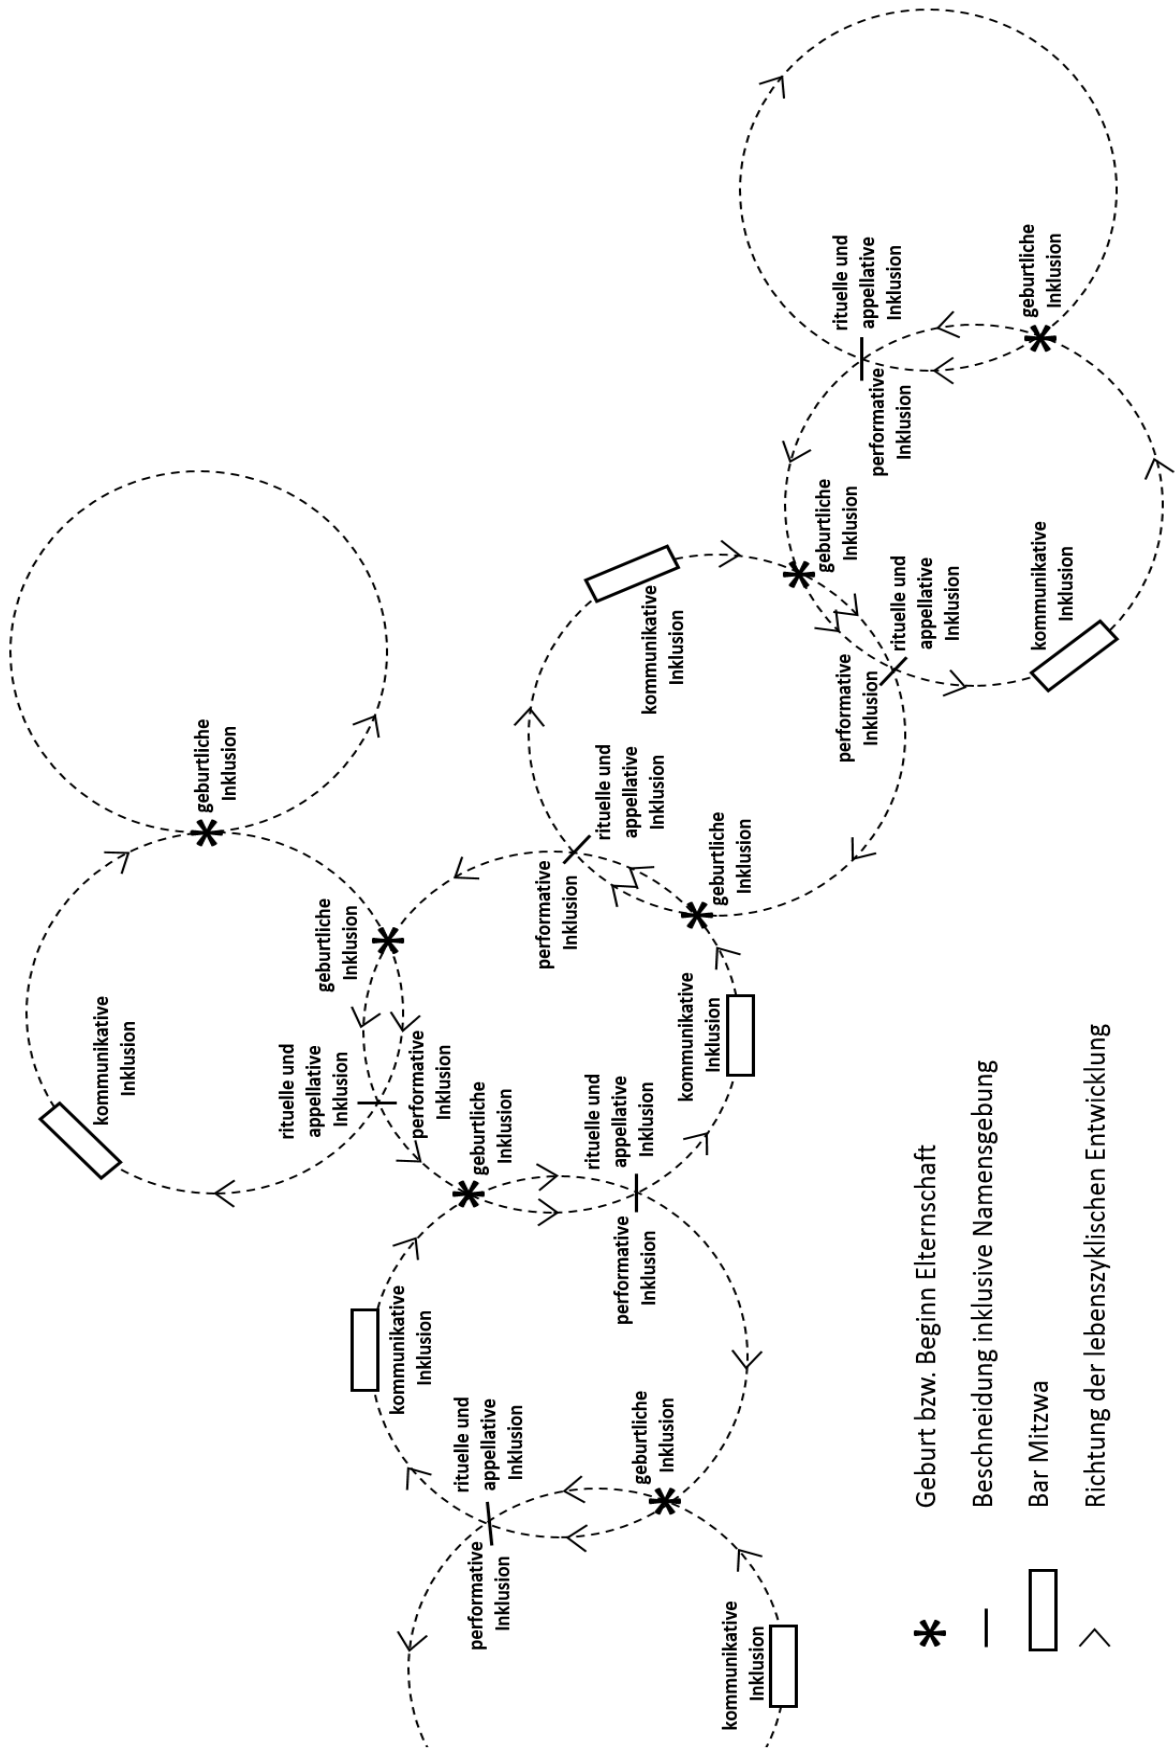 kommunikative
Inklusion
geburtliche
Inklusion
rituelle und
appellative
Inklusion
geburtliche
Inklusion
kommunikative
Inklusion
performative
Inklusion
rituelle und
appellative
Inklusion
performative
Inklusion
geburtliche
Inklusion
performative
Inklusion
rituelle und
appellative
Inklusion
rituelle und
appellative
Inklusion
performative
Inklusion
geburtliche
Inklusion
kommunikative
Inklusion
kommunikative
Inklusion
geburtliche
Inklusion
kommunikative
Inklusion
geburtliche
Inklusion
rituelle und
appellative
Inklusion
performative
Inklusion
performative
Inklusion
rituelle und
appellative
Inklusion
geburtliche
Inklusion
kommunikative
Inklusion
Geburt bzw. Beginn Elternschaft
Beschneidung inklusive Namensgebung
Bar Mitzwa
Richtung der lebenszyklischen Entwicklung